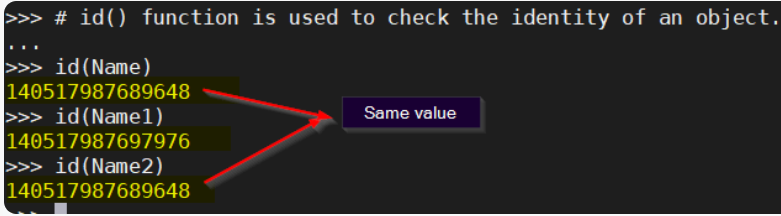 >>> # id() function is used to check the identity of an object.
...
>>> id(Name)
140517987689648
>>> id(Name1)
140517987697976
>>> id(Name2)
140517987689648
Same value
>>>